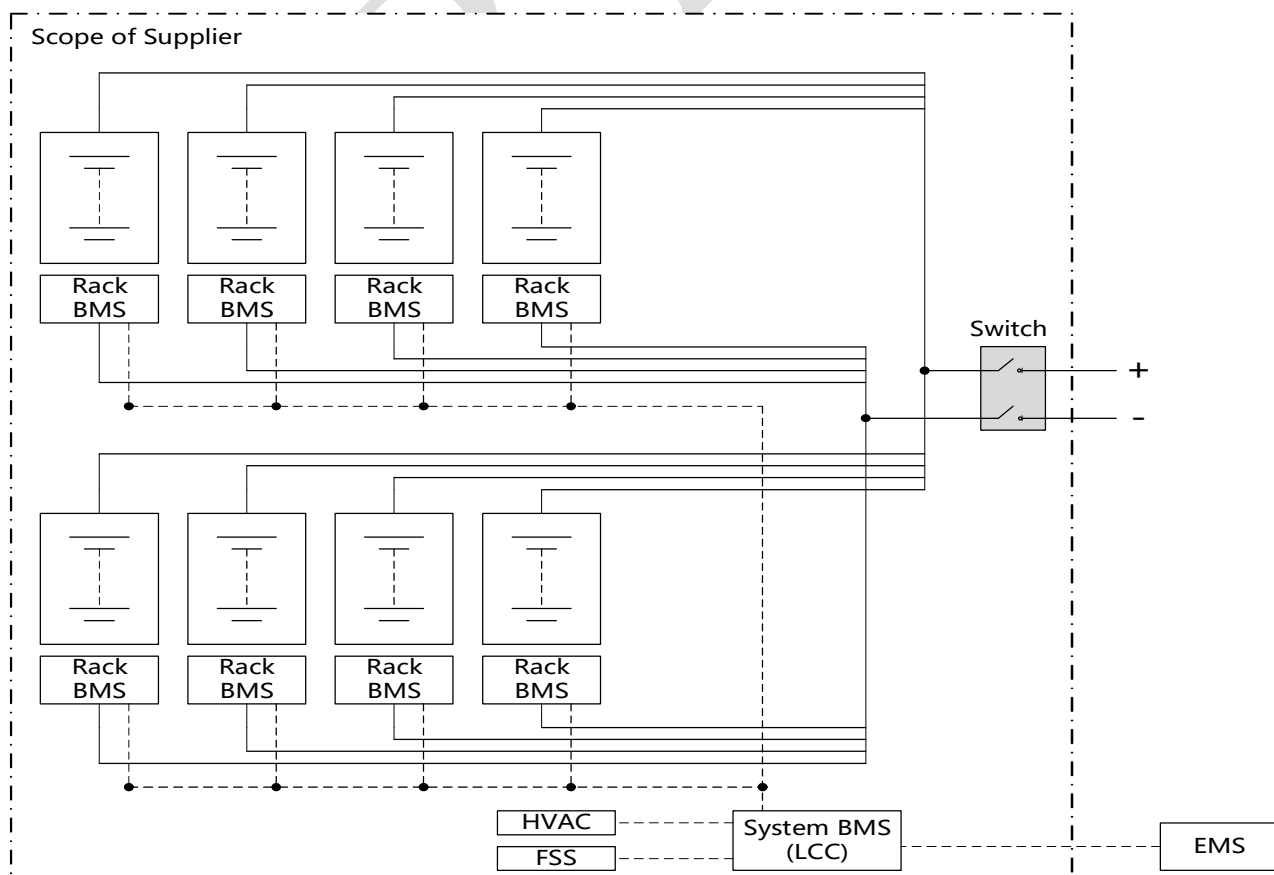 Scope of Supplier
Rack
BMS
Rack
BMS
Rack
BMS
Rack
BMS
Switch
+
-
Rack
BMS
Rack
BMS
Rack
BMS
Rack
BMS
HVAC
FSS
System BMS
(LCC)
EMS